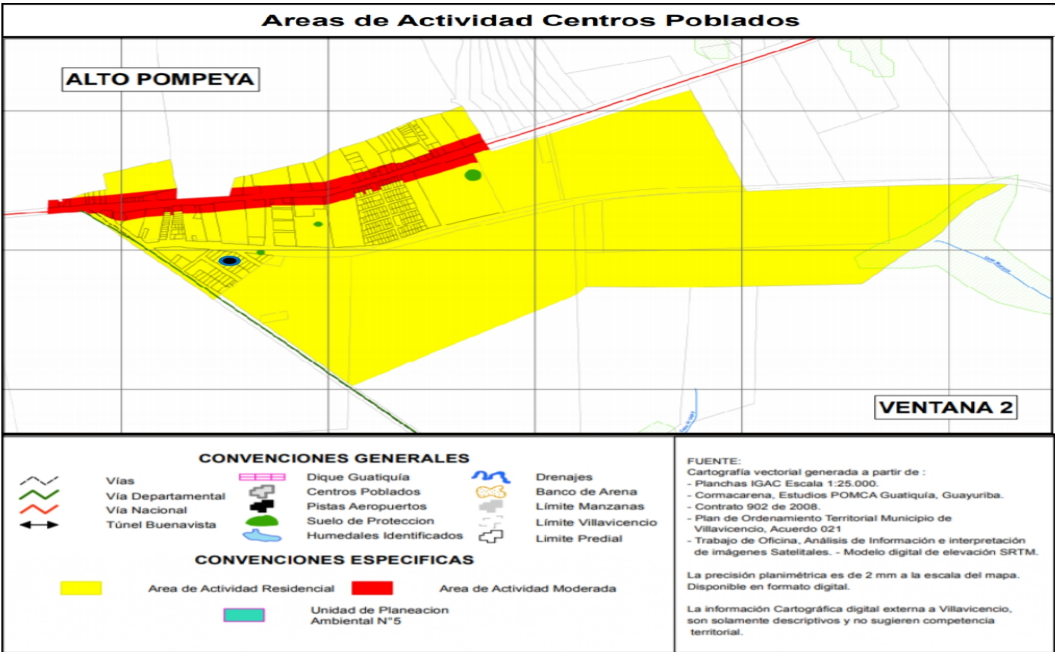 Areas de Actividad Centros Poblados
ALTO POMPEYA
VENTANA 2
CONVENCIONES GENERALES
Vías
Vía Departamental
Vía Nacional
Túnel Buenavista
Dique Guatiquía
Centros Poblados
Pistas Aeropuertos
Suelo de Proteccion
Humedales Identificados
Drenajes
Banco de Arena
Límite Manzanas
Límite Villavicencio
Limite Predial
CONVENCIONES ESPECIFICAS
Area de Actividad Residencial
Area de Actividad Moderada
Unidad de Planeacion
Ambiental N°5
FUENTE:
Cartografía vectorial generada a partir de :
- Planchas IGAC Escala 1:25.000.
- Cormacarena, Estudios POMCA Guatiquía, Guayuriba.
- Contrato 902 de 2008.
- Plan de Ordenamiento Territorial Municipio de
Villavicencio, Acuerdo 021
- Trabajo de Oficina, Análisis de Información e interpretación
de imágenes Satelitales. - Modelo digital de elevación SRTM.
La precisión planimétrica es de 2 mm a la escala del mapa.
Disponible en formato digital.
La información Cartográfica digital externa a Villavicencio,
son solamente descriptivos y no sugieren competencia
territorial.